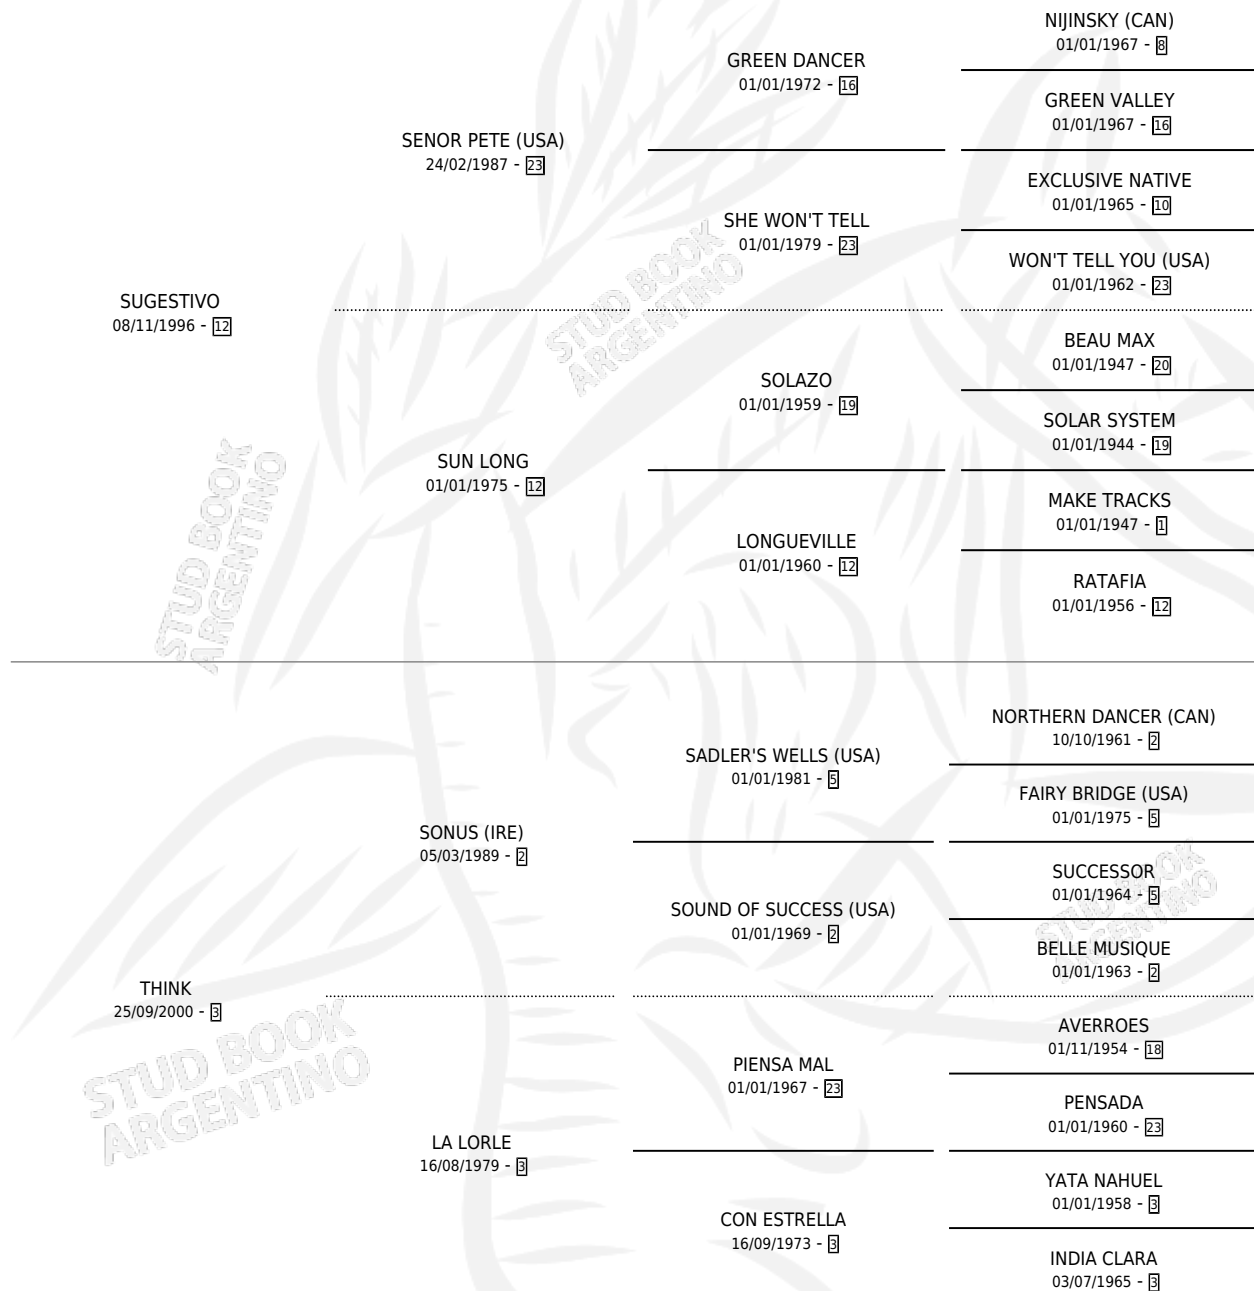 NIJINSKY (CAN)
01/01/1967 - 8
GREEN DANCER
01/01/1972 - 16
GREEN VALLEY
01/01/1967 - 16
SENOR PETE (USA)
24/02/1987 - 23
EXCLUSIVE NATIVE
01/01/1965 - 10
SHE WON'T TELL
01/01/1979 - 23
WON'T TELL YOU (USA)
01/01/1962 - 23
STUD BOOK
ARGENTINO
SUGESTIVO
08/11/1996 - 12
BEAU MAX
01/01/1947 - 20
SOLAZO
01/01/1959 - 19
SOLAR SYSTEM
01/01/1944 - 19
SUN LONG
01/01/1975 - 12
MAKE TRACKS
01/01/1947 - 1
LONGUEVILLE
01/01/1960 - 12
RATAFIA
01/01/1956 - 12
STUD BOOK
ARGENTINO
NORTHERN DANCER (CAN)
10/10/1961 - 2
SADLER'S WELLS (USA)
01/01/1981 - 5
FAIRY BRIDGE (USA)
01/01/1975 - 5
SONUS (IRE)
05/03/1989 - 2
SUCCESSOR
01/01/1964 - 5
SOUND OF SUCCESS (USA)
01/01/1969 - 2
BELLE MUSIQUE
01/01/1963 - 2
STUD BOOK
ARGENTINO
THINK
25/09/2000 - 3
AVERROES
01/11/1954 - 18
PIENSA MAL
01/01/1967 - 23
PENSADA
01/01/1960 - 23
STUD BOOK
ARGENTINO
LA LORLE
16/08/1979 - 3
YATA NAHUEL
01/01/1958 - 3
CON ESTRELLA
16/09/1973 - 3
INDIA CLARA
03/07/1965 - 3